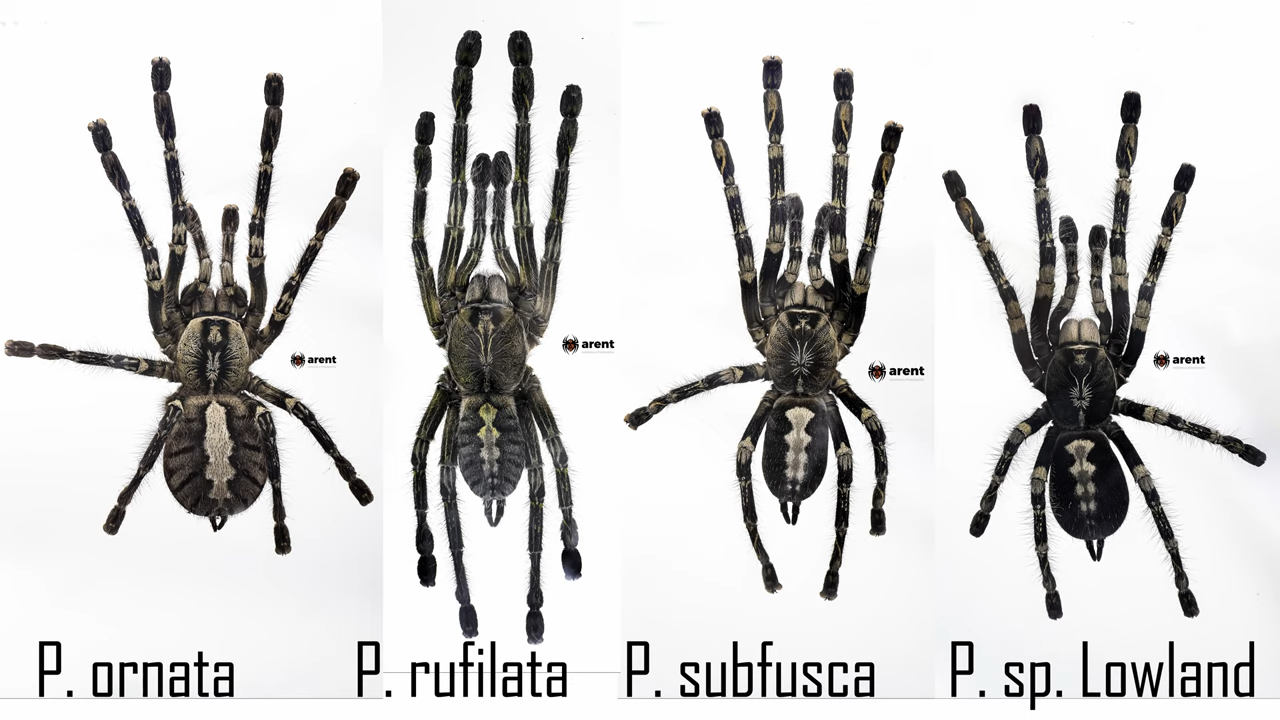 arent
arent
arent
arent
P. ornata
P. rufilata
P. subfusca
P. sp. Lowland